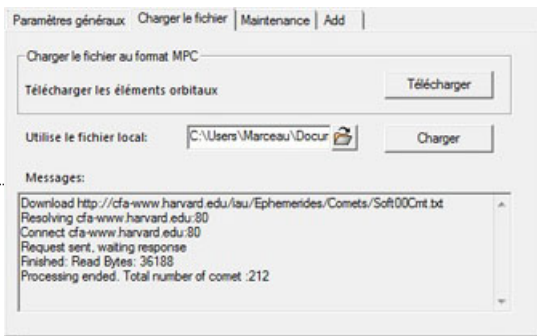 Paramètres généraux Charger le fichier Maintenance Add
Charger le fichier au format MPC
Télécharger les éléments orbitaux Télécharger
Utilise le fichier local: C:\Users\Marceau\Docur Charger
Messages:
Download http://cfa-www.harvard.edu/iau/Ephemerides/Comets/Soft00Cmt.txt
Resolving cfa-www.harvard.edu:80
Connect cfa-www.harvard.edu:80
Request sent, waiting response
Finished: Read Bytes: 36188
Processing ended. Total number of comet :212